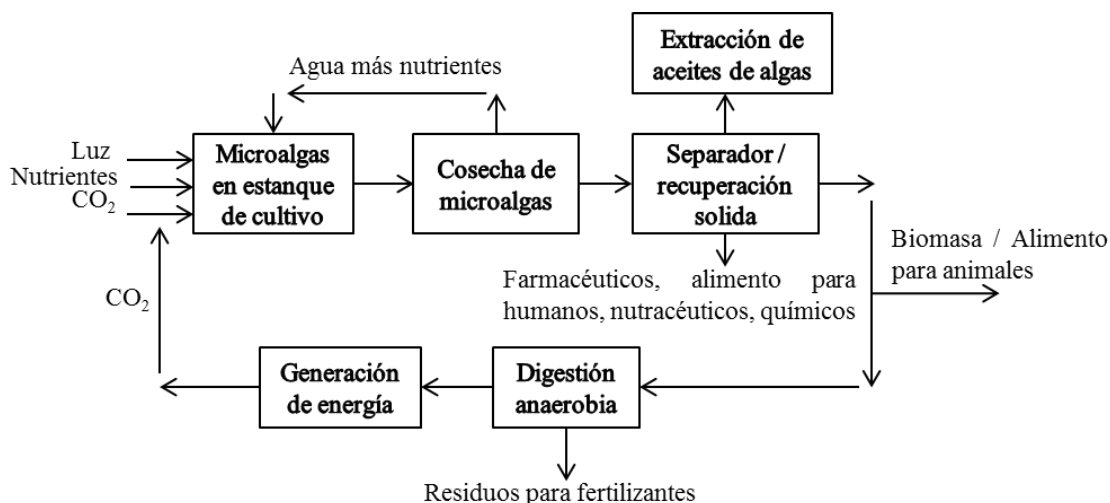 Extracción de
aceites de algas
Agua más nutrientes
Luz
Nutrientes
CO₂
Microalgas
en estanque
de cultivo
Cosecha de
microalgas
Separador /
recuperación
solida
Biomasa / Alimento
para animales
Farmacéuticos, alimento para
humanos, nutracéuticos, químicos
CO₂
Generación
de energía
Digestión
anaerobia
Residuos para fertilizantes